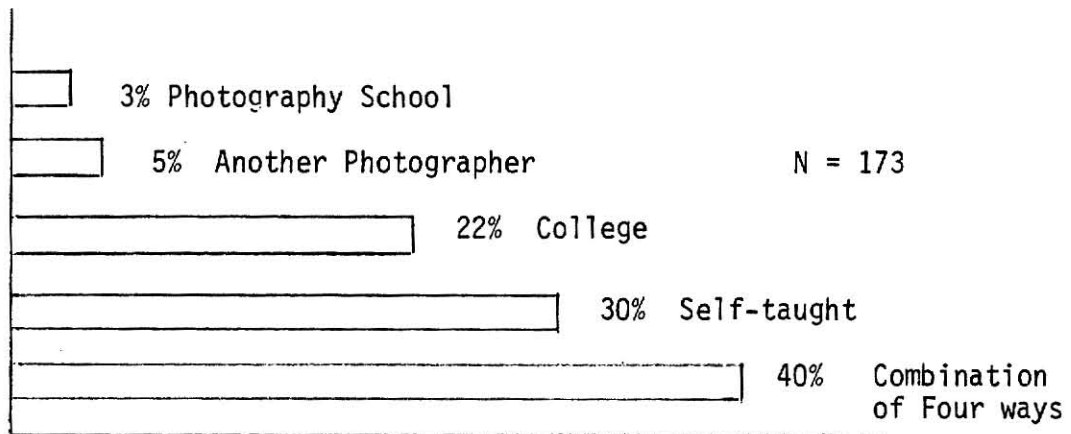 3% Photography School
5% Another Photographer
N = 173
22% College
30% Self-taught
40% Combination
of Four ways